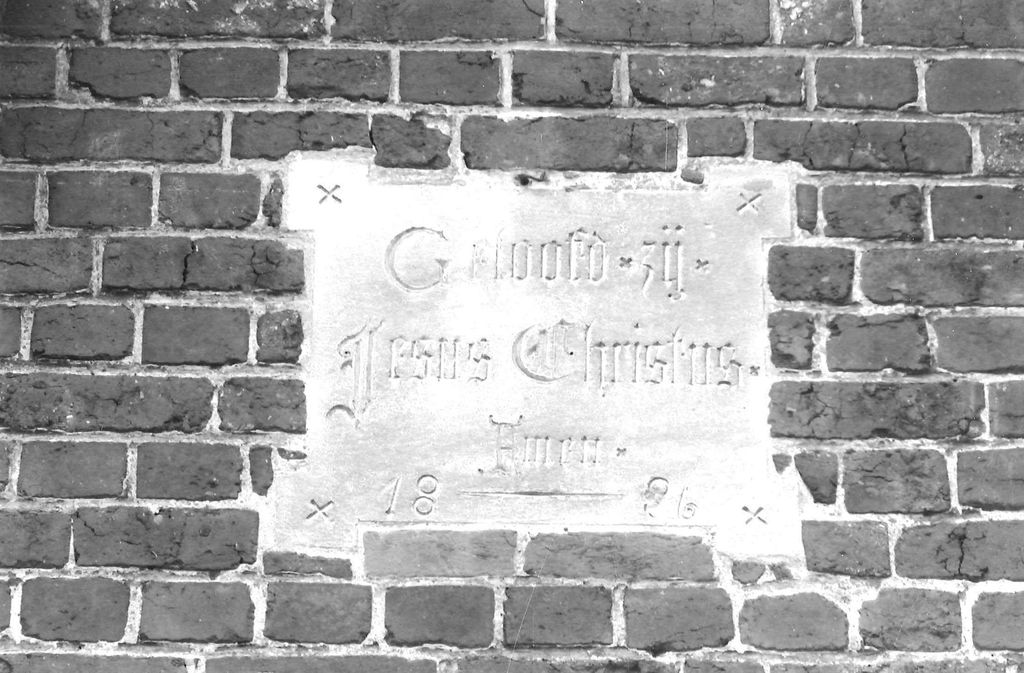 Geloofd zij
Jesus Christus.
Amen
18 — 96